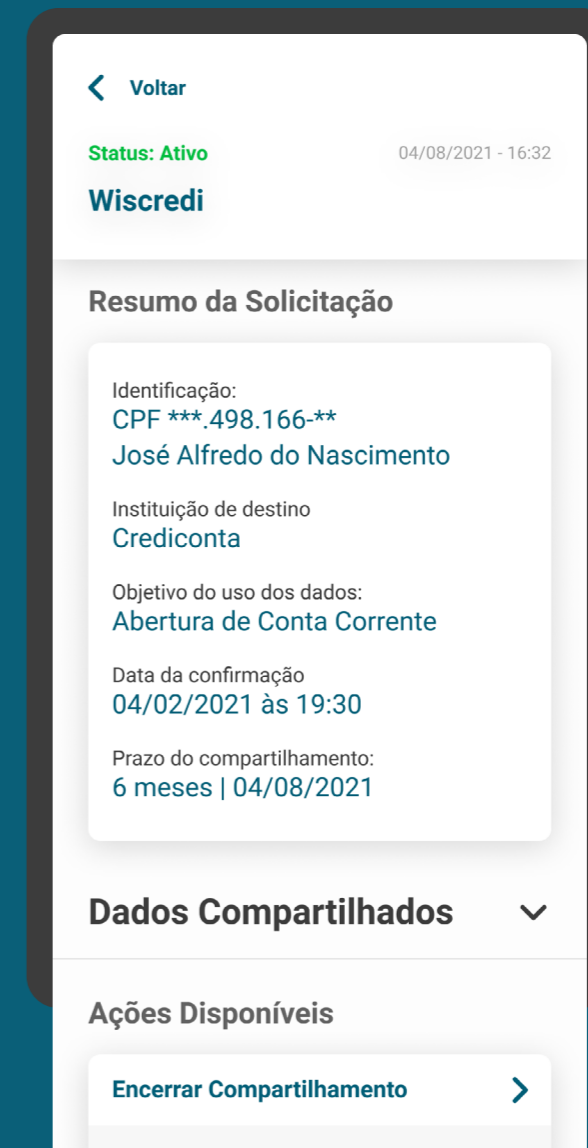 Voltar
Status: Ativo
04/08/2021 - 16:32
Wiscredi
Resumo da Solicitação
Identificação:
CPF ***.498.166-**
José Alfredo do Nascimento
Instituição de destino
Crediconta
Objetivo do uso dos dados:
Abertura de Conta Corrente
Data da confirmação
04/02/2021 às 19:30
Prazo do compartilhamento:
6 meses | 04/08/2021
Dados Compartilhados
Ações Disponíveis
Encerrar Compartilhamento